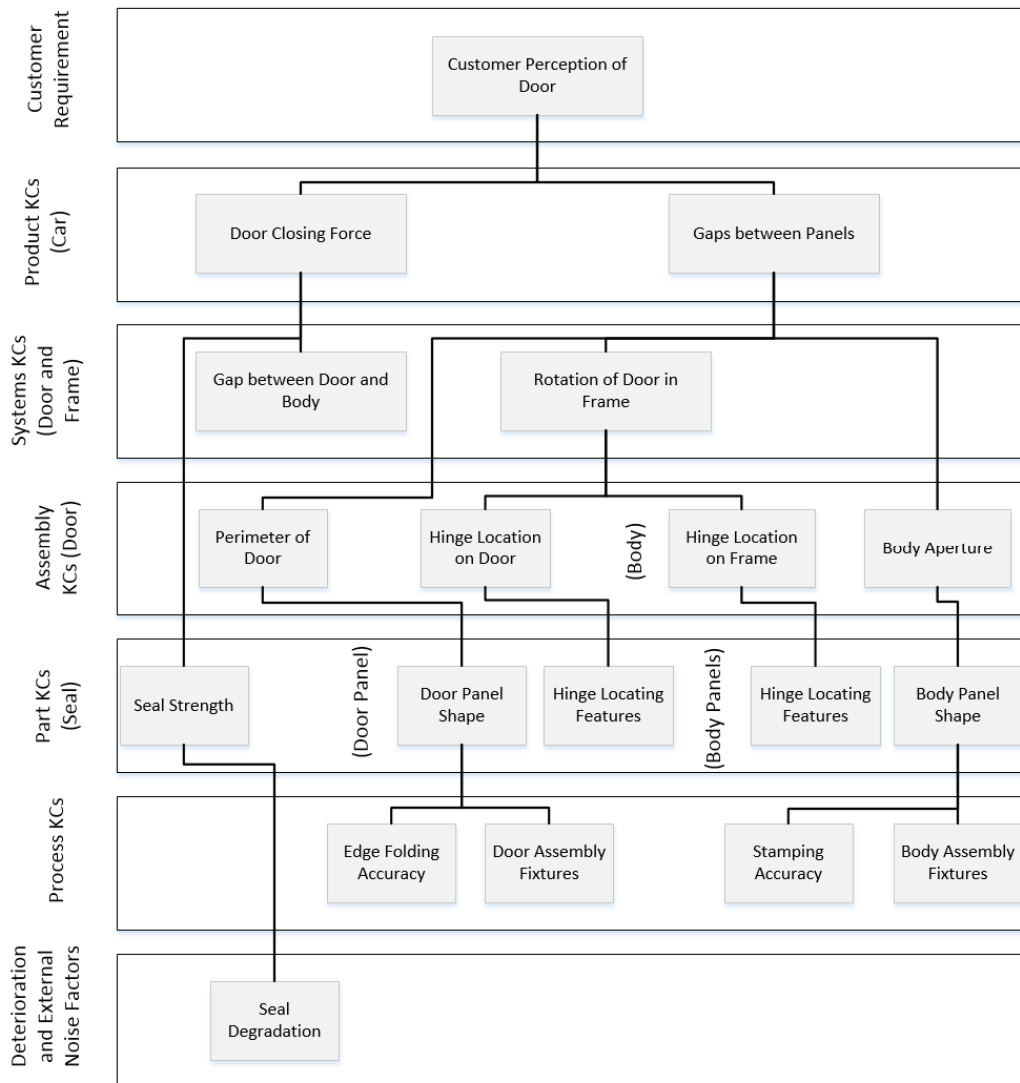 Customer
Requirement
Customer Perception of
Door
Product KCs
(Car)
Door Closing Force
Gaps between Panels
Systems KCs
(Door and
Frame)
Gap between Door and
Body
Rotation of Door in
Frame
Assembly
KCs (Door)
Perimeter of
Door
Hinge Location
on Door
(Body)
Hinge Location
on Frame
Body Aperture
Part KCs
(Seal)
Seal Strength
(Door Panel)
Door Panel
Shape
Hinge Locating
Features
(Body Panels)
Hinge Locating
Features
Body Panel
Shape
Process KCs
Edge Folding
Accuracy
Door Assembly
Fixtures
Stamping
Accuracy
Body Assembly
Fixtures
Deterioration
and External
Noise Factors
Seal
Degradation